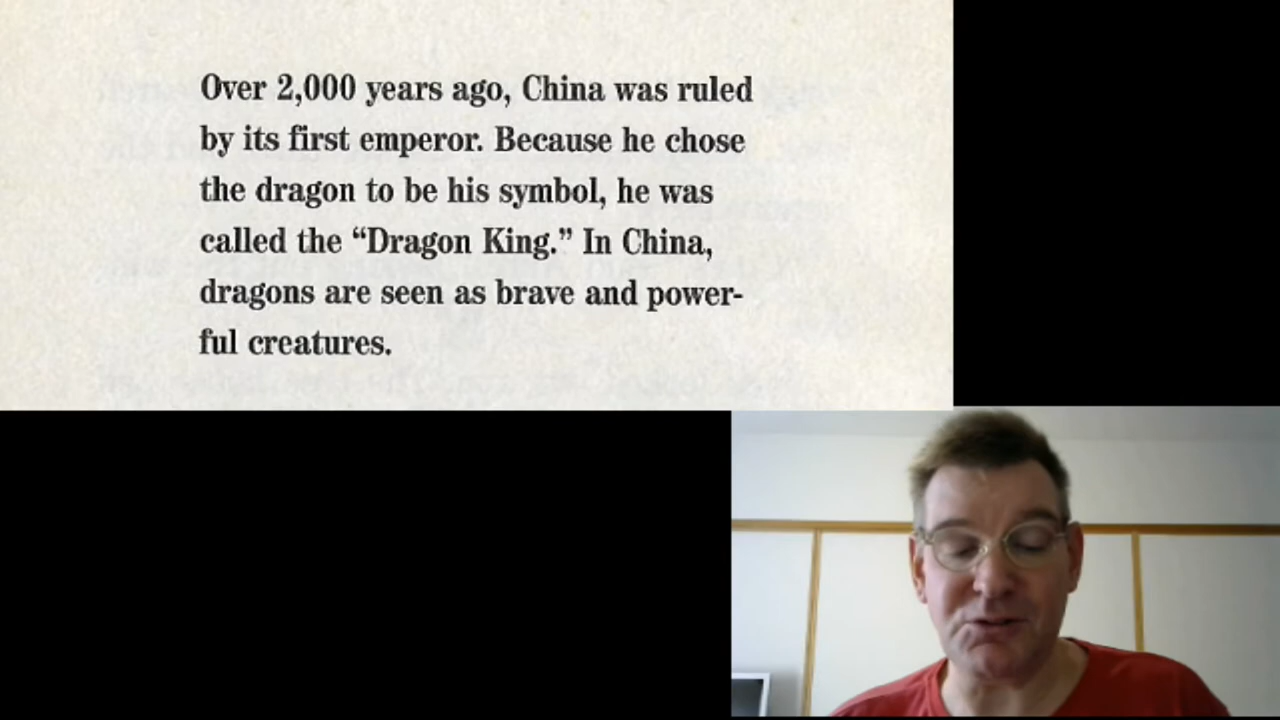 Over 2,000 years ago, China was ruled
by its first emperor. Because he chose
the dragon to be his symbol, he was
called the “Dragon King.” In China,
dragons are seen as brave and power-
ful creatures.